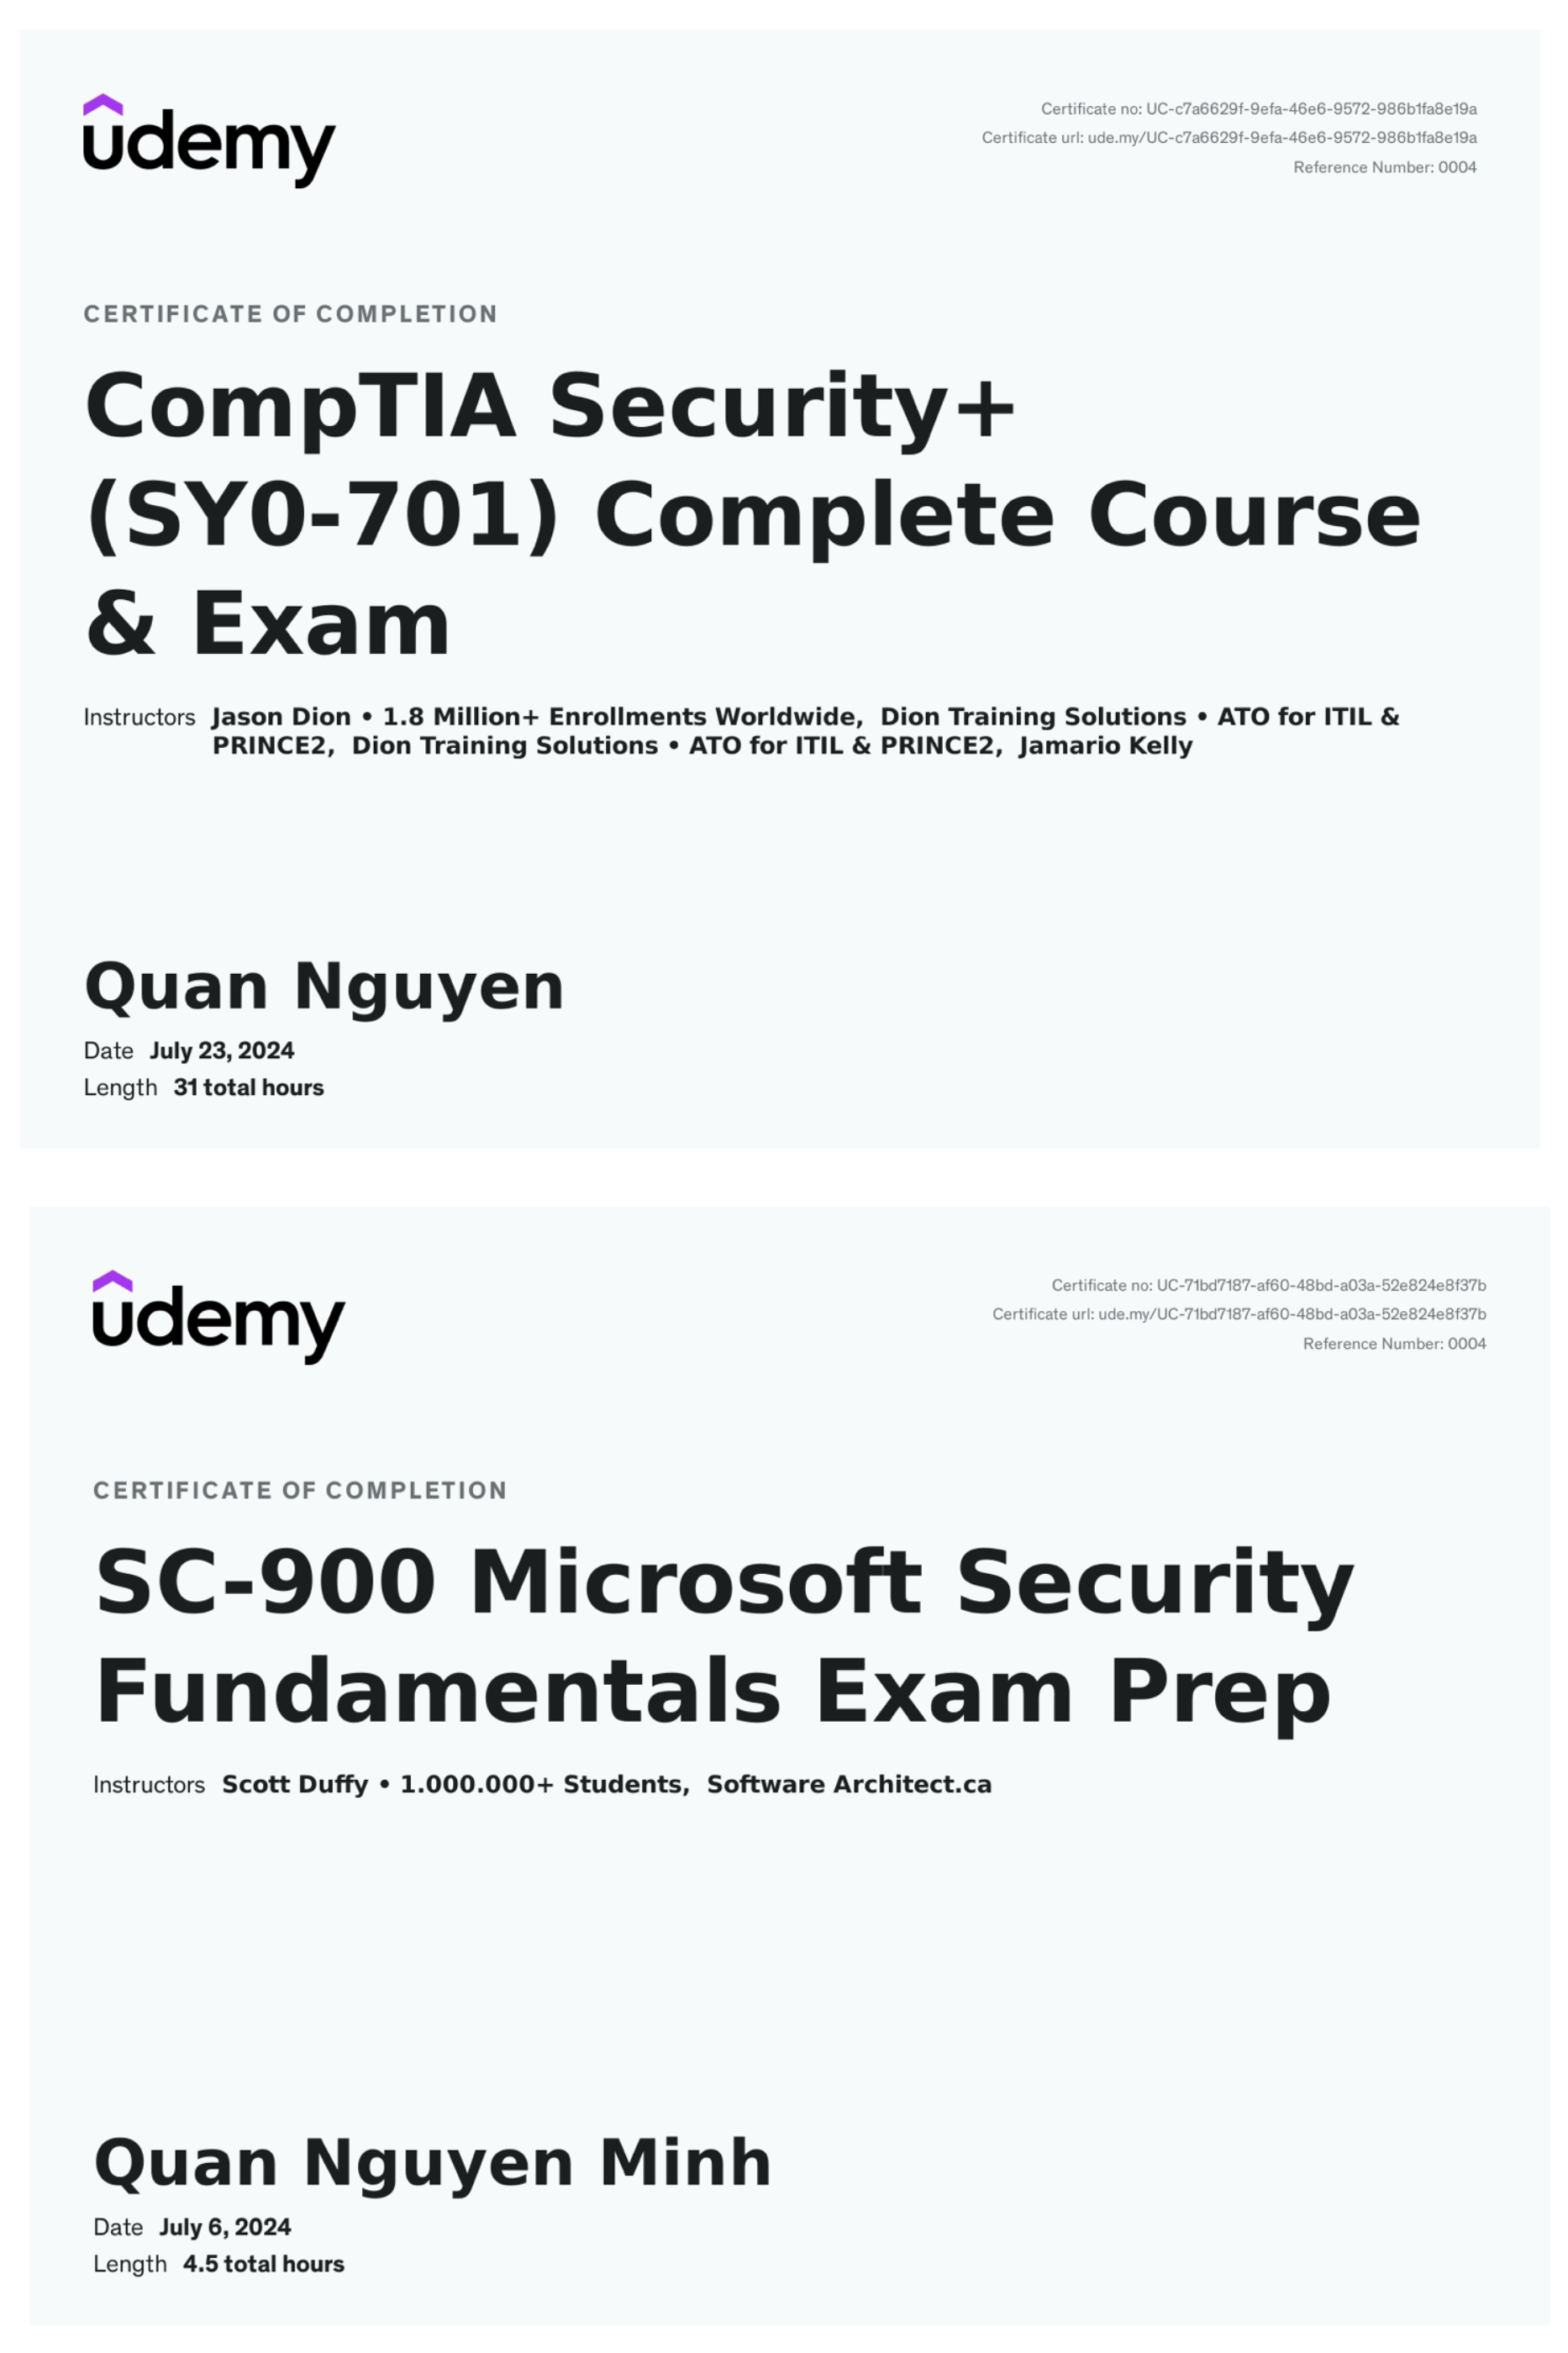 udemy
Certificate no: UC-c7a6629f-9efa-46e6-9572-986b1fa8e19a
Certificate url: ude.my/UC-c7a6629f-9efa-46e6-9572-986b1fa8e19a
Reference Number: 0004
CERTIFICATE OF COMPLETION
CompTIA Security+
(SY0-701) Complete Course
& Exam
Instructors Jason Dion • 1.8 Million+ Enrollments Worldwide, Dion Training Solutions • ATO for ITIL &
PRINCE2, Dion Training Solutions • ATO for ITIL & PRINCE2, Jamario Kelly
Quan Nguyen
Date July 23, 2024
Length 31 total hours
udemy
Certificate no: UC-71bd7187-af60-48bd-a03a-52e824e8f37b
Certificate url: ude.my/UC-71bd7187-af60-48bd-a03a-52e824e8f37b
Reference Number: 0004
CERTIFICATE OF COMPLETION
SC-900 Microsoft Security
Fundamentals Exam Prep
Instructors Scott Duffy • 1.000.000+ Students, Software Architect.ca
Quan Nguyen Minh
Date July 6, 2024
Length 4.5 total hours